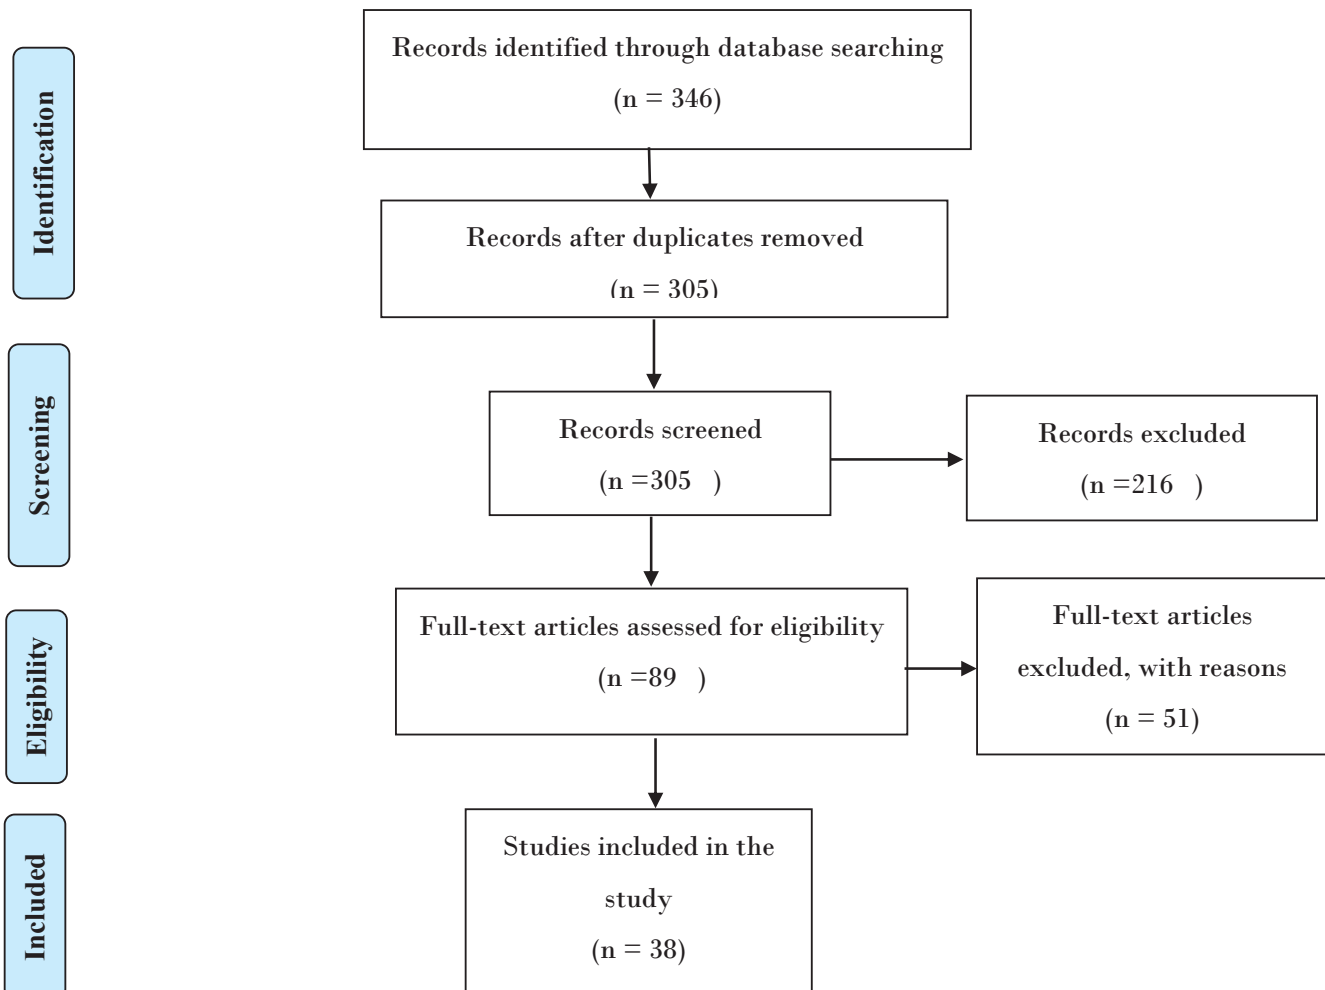 Identification
Records identified through database searching
(n = 346)
Records after duplicates removed
(n = 305)
Screening
Records screened
(n =305   )
Records excluded
(n =216   )
Eligibility
Full-text articles assessed for eligibility
(n =89   )
Full-text articles
excluded, with reasons
(n = 51)
Included
Studies included in the
study
(n = 38)